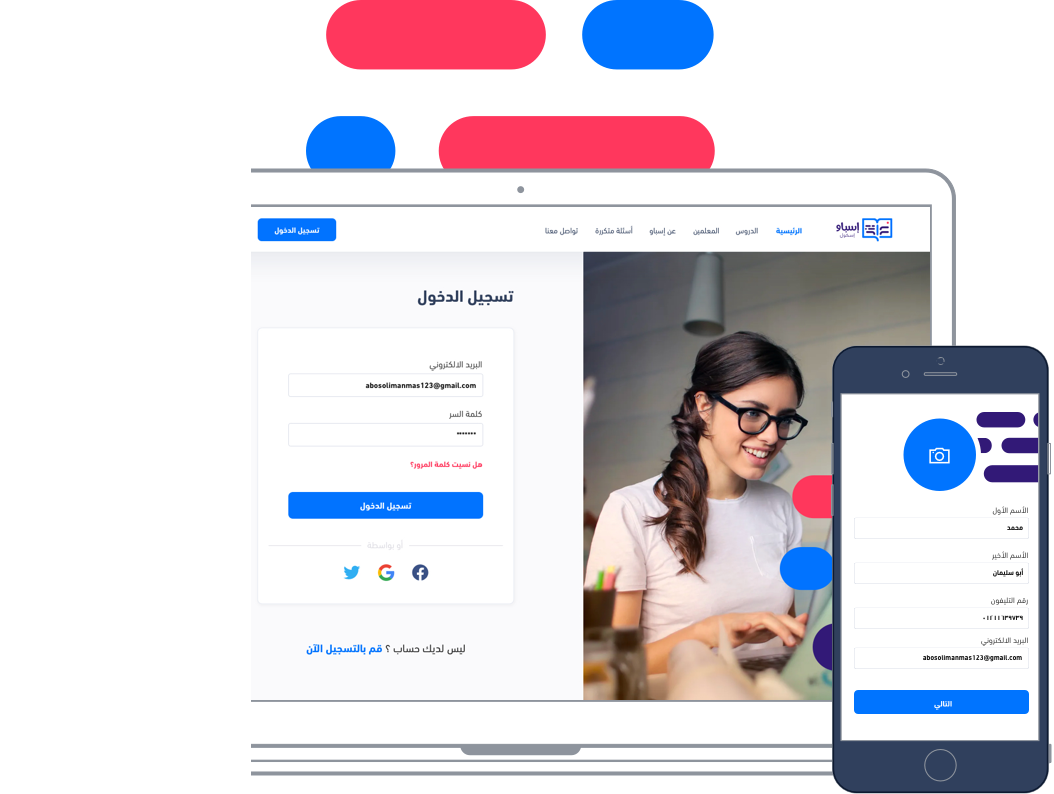 إسباو
إسكول
الرئيسية
الدروس
المعلمين
عن إسباو
أسئلة متكررة
تواصل معنا
تسجيل الدخول
تسجيل الدخول
البريد الالكتروني
abosolimanmas123@gmail.com
كلمة السر
•••••••
هل نسيت كلمة المرور؟
تسجيل الدخول
أو بواسطة
ليس لديك حساب ؟ قم بالتسجيل الآن
الأسم الأول
محمد
الأسم الأخير
أبو سليمان
رقم التليفون
٠١٢١١٦٣٩٧٣٩
البريد الالكتروني
abosolimanmas123@gmail.com
التالي